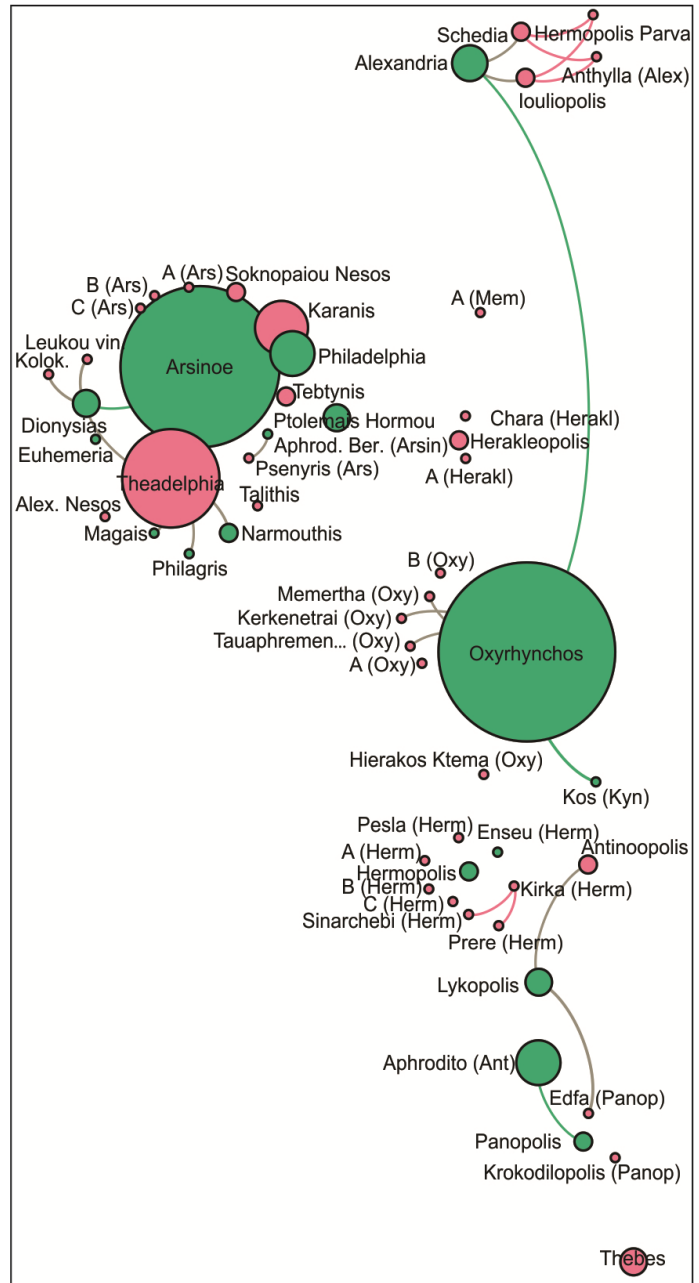 Schedia
Hermopolis Parva
Alexandria
Anthylla (Alex)
Iouliopolis
A (Ars)
Soknopaiou Nesos
B (Ars)
C (Ars)
A (Mem)
Karanis
Leukou vin.
Kolok.
Arsinoe
Philadelphia
Tebtynis
Dionysias
Ptolemais Hormou
Chara (Herakl)
Euhemeria
Aphrod. Ber. (Arsin)
Herakleopolis
Psenyris (Ars)
A (Herakl)
Theadelphia
Talithis
Alex. Nesos
Magais
Narmouthis
Philagris
B (Oxy)
Memertha (Oxy)
Kerkenetrai (Oxy)
Tauaphremen... (Oxy)
A (Oxy)
Oxyrhynchos
Hierakos Ktema (Oxy)
Kos (Kyn)
Pesla (Herm)
Enseu (Herm)
Antinoopolis
A (Herm)
Hermopolis
B (Herm)
Kirka (Herm)
C (Herm)
Sinarchebi (Herm)
Prere (Herm)
Lykopolis
Aphrodito (Ant)
Edfa (Panop)
Panopolis
Krokodilopolis (Panop)
Thebes